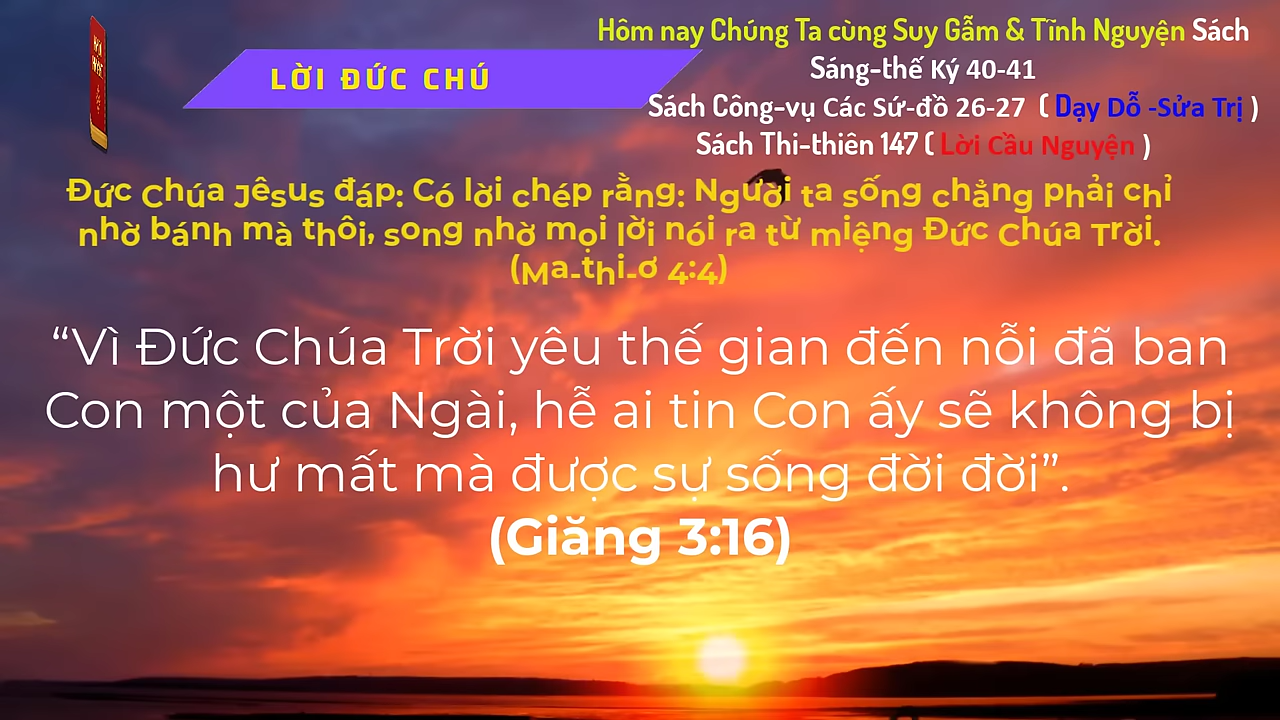 LỜI ĐỨC CHÚ
Hôm nay Chúng Ta cùng Suy Gẫm & Tĩnh Nguyện Sách
Sáng-thế Ký 40-41
Sách Công-vụ Các Sứ-đồ 26-27 ( Dạy Dỗ -Sửa Trị )
Sách Thi-thiên 147 ( Lời Cầu Nguyện )
Đức Chúa Jêsus đáp: Có lời chép rằng: Người ta sống chẳng phải chỉ
nhờ bánh mà thôi, song nhờ mọi lời nói ra từ miệng Đức Chúa Trời.
(Ma-thi-ơ 4:4)
“Vì Đức Chúa Trời yêu thế gian đến nỗi đã ban
Con một của Ngài, hễ ai tin Con ấy sẽ không bị
hư mất mà được sự sống đời đời”.
(Giăng 3:16)